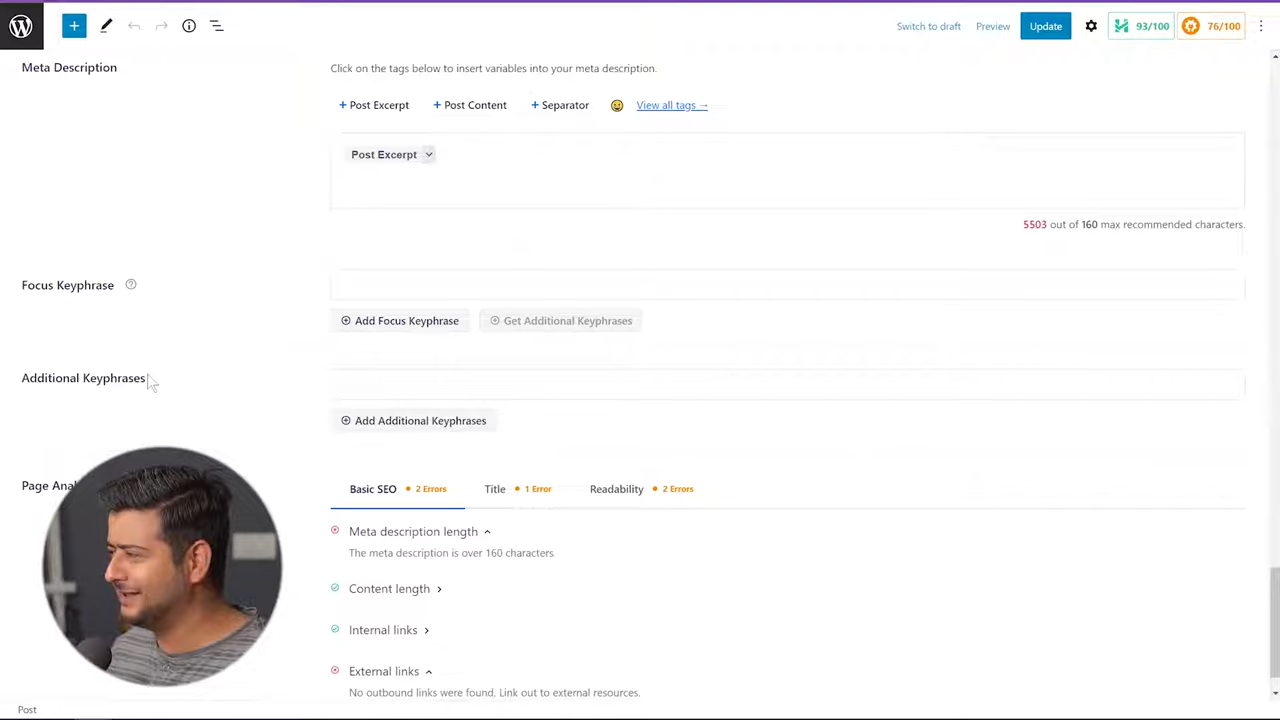 Switch to draft Preview Update 93/100 76/100
Meta Description Click on the tags below to insert variables into your meta description.
+ Post Excerpt + Post Content + Separator View all tags →
Post Excerpt
5503 out of 160 max recommended characters.
Focus Keyphrase
Add Focus Keyphrase Get Additional Keyphrases
Additional Keyphrases
Add Additional Keyphrases
Page Basic SEO 2 Errors Title 1 Error Readability 2 Errors
Meta description length
The meta description is over 160 characters.
Content length
Internal links
External links
No outbound links were found. Link out to external resources.
Post